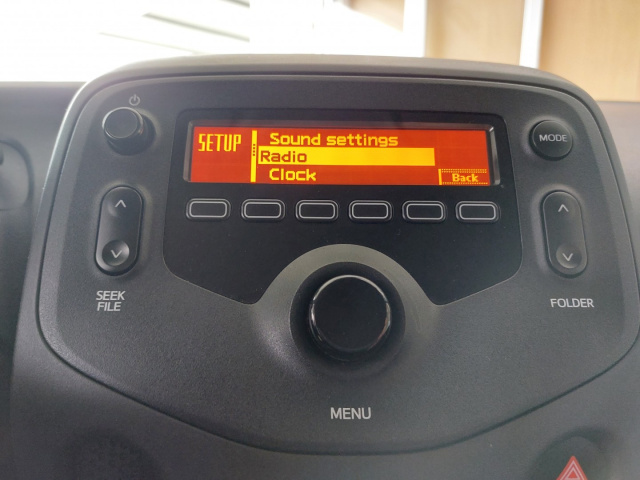 SETUP
Sound settings
Radio
Clock
Back
MODE
SEEK
FILE
FOLDER
MENU